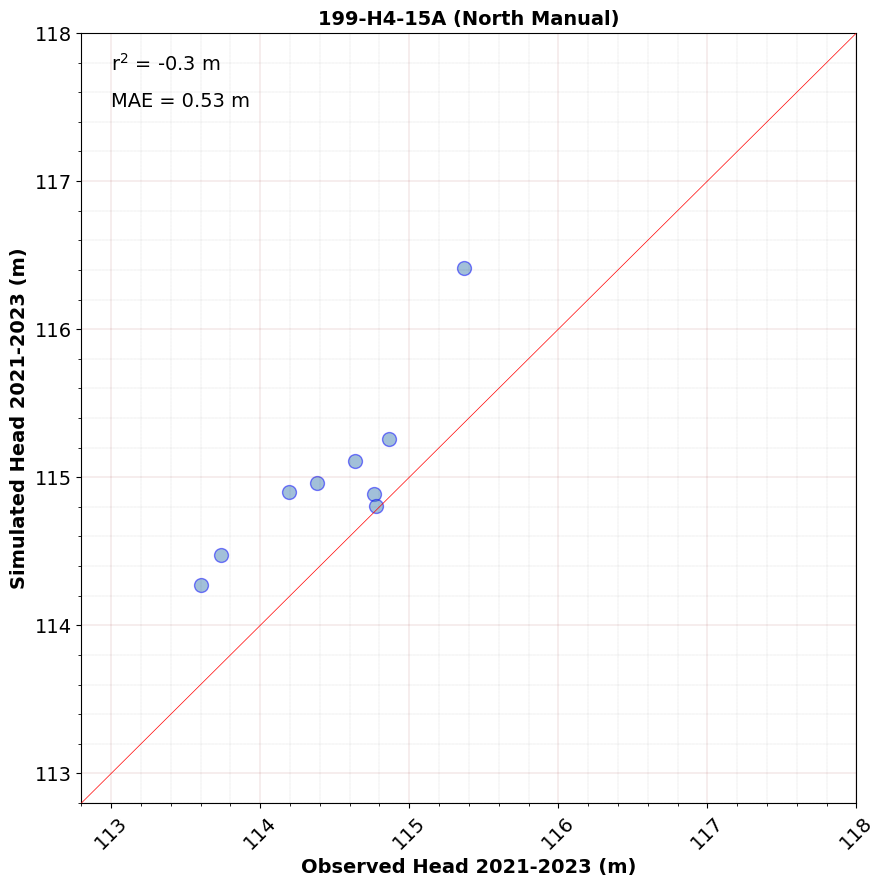 199-H4-15A (North Manual)
r² = -0.3 m
MAE = 0.53 m
118
117
116
115
114
113
Simulated Head 2021-2023 (m)
113
114
115
116
117
118
Observed Head 2021-2023 (m)